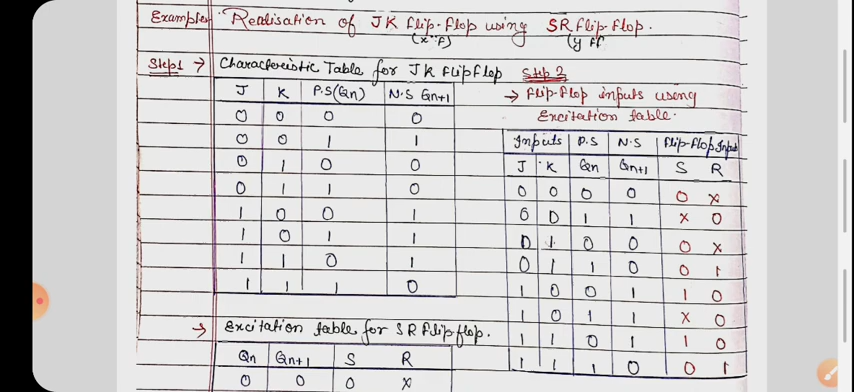 Example Realisation of JK flip-flop using SR flip-flop.
(x ff) (y ff
Step1 → Characteristic Table for JK flipflop
J K P.S(Qn) N.S Qn+1
0 0 0 0
0 0 1 1
0 1 0 0
0 1 1 0
1 0 0 1
1 0 1 1
1 1 0 1
1 1 1 0
→ Excitation table for SR flipflop.
Qn Qn+1 S R
0 0 0 x
Step 2
→ flip-flop inputs using
Excitation table.
Inputs P.S N.S flip-flop Input
J K Qn Qn+1 S R
0 0 0 0 0 x
0 0 1 1 x 0
0 1 0 0 0 x
0 1 1 0 0 1
1 0 0 1 1 0
1 0 1 1 x 0
1 1 0 1 1 0
1 1 1 0 0 1